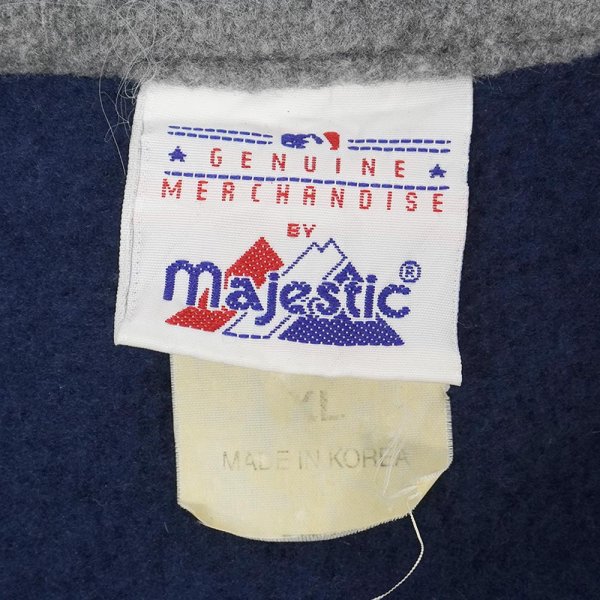 GENUINE
MERCHANDISE
BY
majestic®
XL
MADE IN KOREA